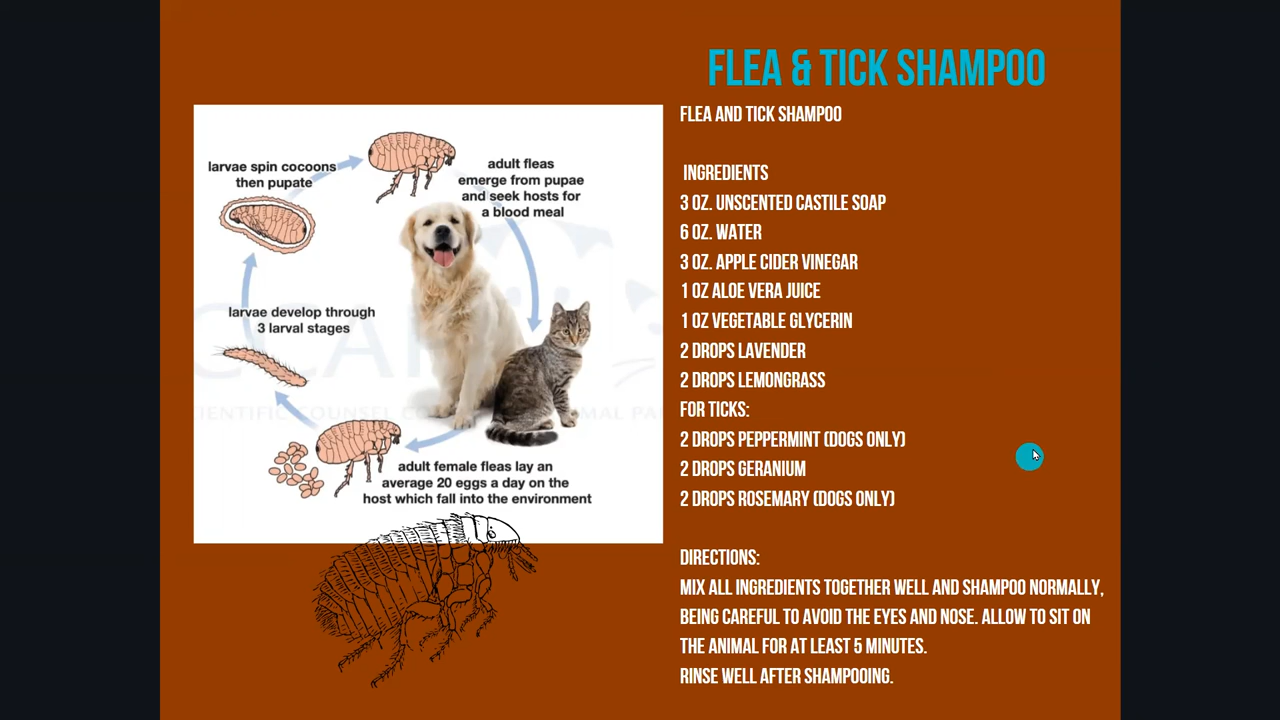 FLEA & TICK SHAMPOO
larvae spin cocoons
then pupate
adult fleas
emerge from pupae
and seek hosts for
a blood meal
larvae develop through
3 larval stages
adult female fleas lay an
average 20 eggs a day on the
host which fall into the environment
FLEA AND TICK SHAMPOO
INGREDIENTS
3 OZ. UNSCENTED CASTILE SOAP
6 OZ. WATER
3 OZ. APPLE CIDER VINEGAR
1 OZ ALOE VERA JUICE
1 OZ VEGETABLE GLYCERIN
2 DROPS LAVENDER
2 DROPS LEMONGRASS
FOR TICKS:
2 DROPS PEPPERMINT (DOGS ONLY)
2 DROPS GERANIUM
2 DROPS ROSEMARY (DOGS ONLY)
DIRECTIONS:
MIX ALL INGREDIENTS TOGETHER WELL AND SHAMPOO NORMALLY,
BEING CAREFUL TO AVOID THE EYES AND NOSE. ALLOW TO SIT ON
THE ANIMAL FOR AT LEAST 5 MINUTES.
RINSE WELL AFTER SHAMPOOING.